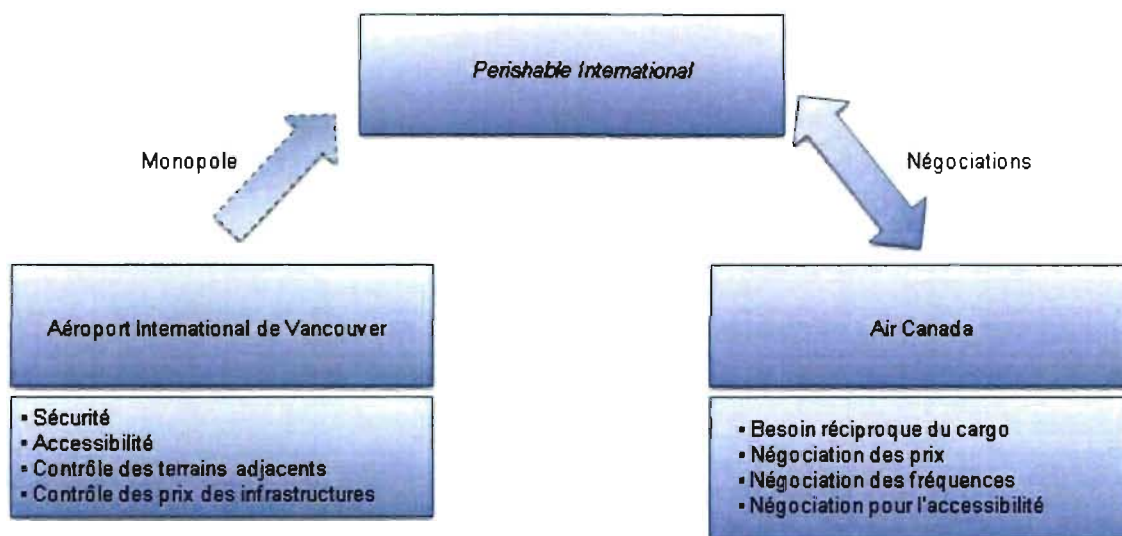 Perishable International
Monopole
Négociations
Aéroport International de Vancouver
▪ Sécurité
▪ Accessibilité
▪ Contrôle des terrains adjacents
▪ Contrôle des prix des infrastructures
Air Canada
▪ Besoin réciproque du cargo
▪ Négociation des prix
▪ Négociation des fréquences
▪ Négociation pour l'accessibilité